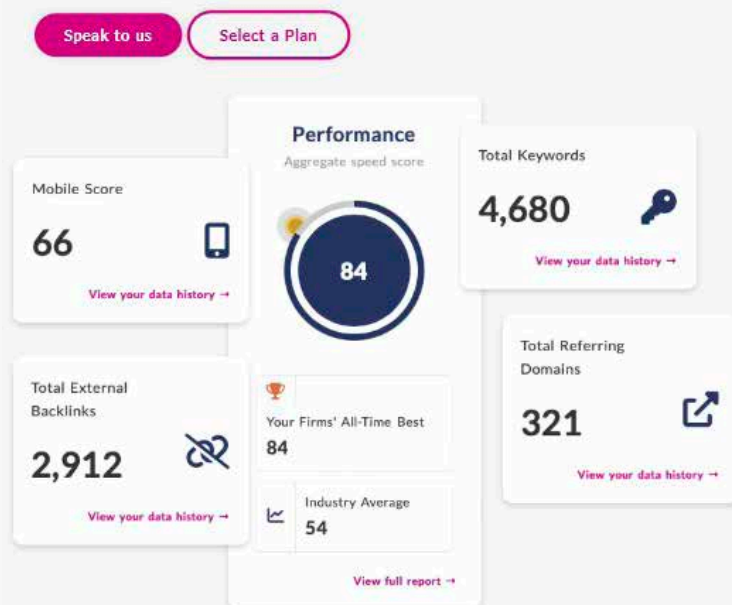 Speak to us
Select a Plan
Performance
Aggregate speed score
84
Your Firms' All-Time Best
84
Industry Average
54
View full report →
Mobile Score
66
View your data history →
Total External
Backlinks
2,912
View your data history →
Total Keywords
4,680
View your data history →
Total Referring
Domains
321
View your data history →